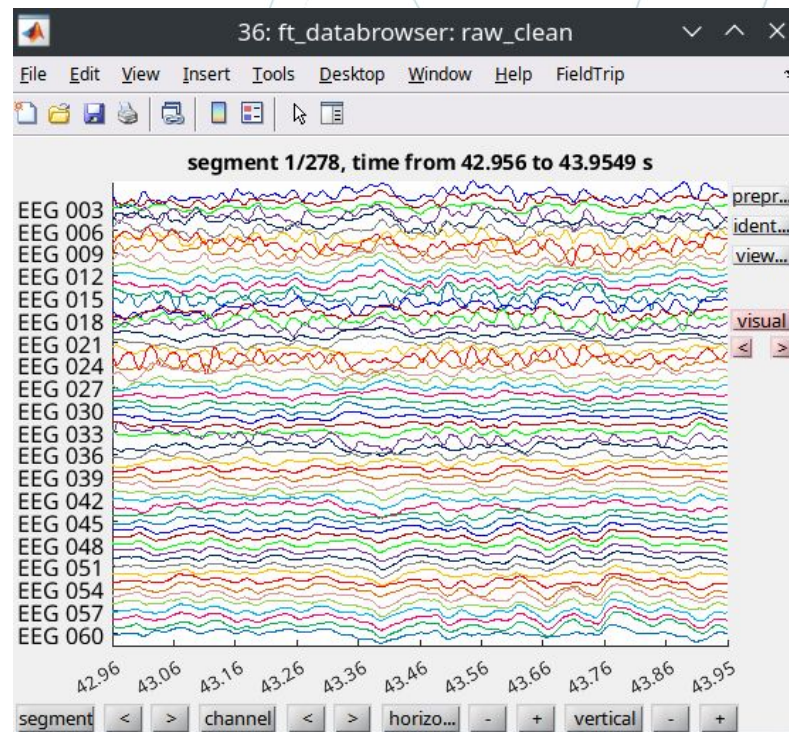 36: ft_databrowser: raw_clean
File Edit View Insert Tools Desktop Window Help FieldTrip
segment 1/278, time from 42.956 to 43.9549 s
prepr...
ident...
view...
visual
< >
EEG 003
EEG 006
EEG 009
EEG 012
EEG 015
EEG 018
EEG 021
EEG 024
EEG 027
EEG 030
EEG 033
EEG 036
EEG 039
EEG 042
EEG 045
EEG 048
EEG 051
EEG 054
EEG 057
EEG 060
42.96 43.06 43.16 43.26 43.36 43.46 43.56 43.66 43.76 43.86 43.95
segment < > channel < > horizo... - + vertical - +